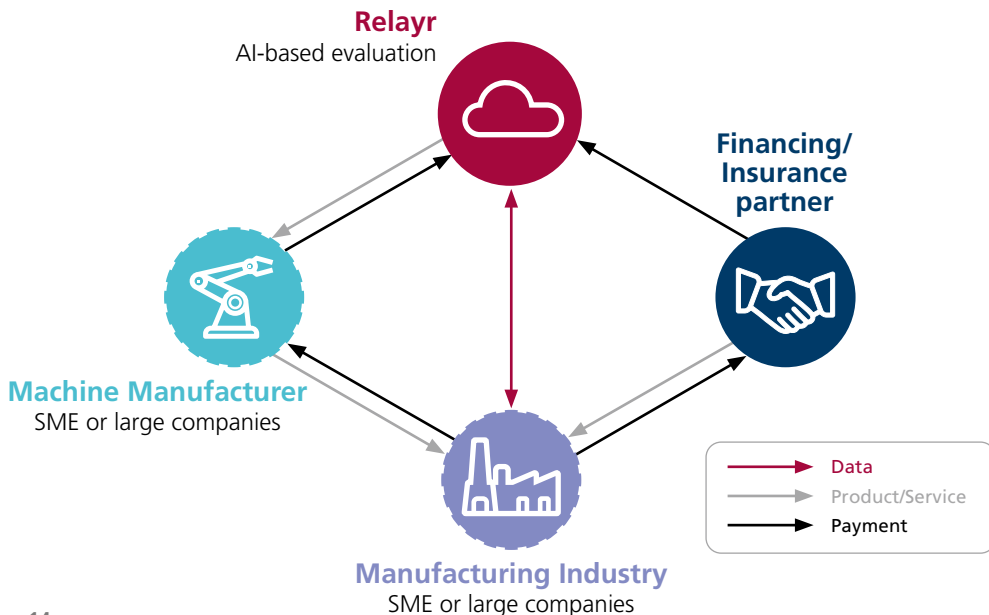 Relayr
AI-based evaluation
Financing/
Insurance
partner
Machine Manufacturer
SME or large companies
Data
Product/Service
Payment
Manufacturing Industry
SME or large companies